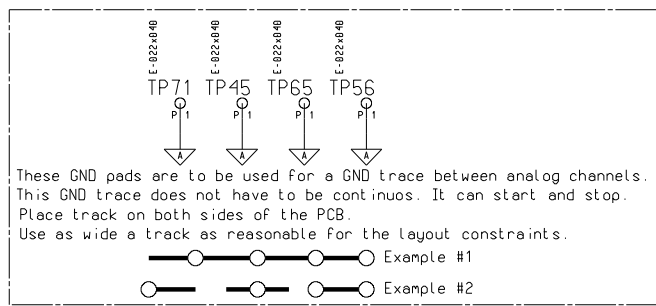 E-022x040 E-022x040 E-022x040 E-022x040
TP71 TP45 TP65 TP56
P 1 P 1 P 1 P 1
A A A A
These GND pads are to be used for a GND trace between analog channels.
This GND trace does not have to be continuos. It can start and stop.
Place track on both sides of the PCB.
Use as wide a track as reasonable for the layout constraints.
Example #1
Example #2